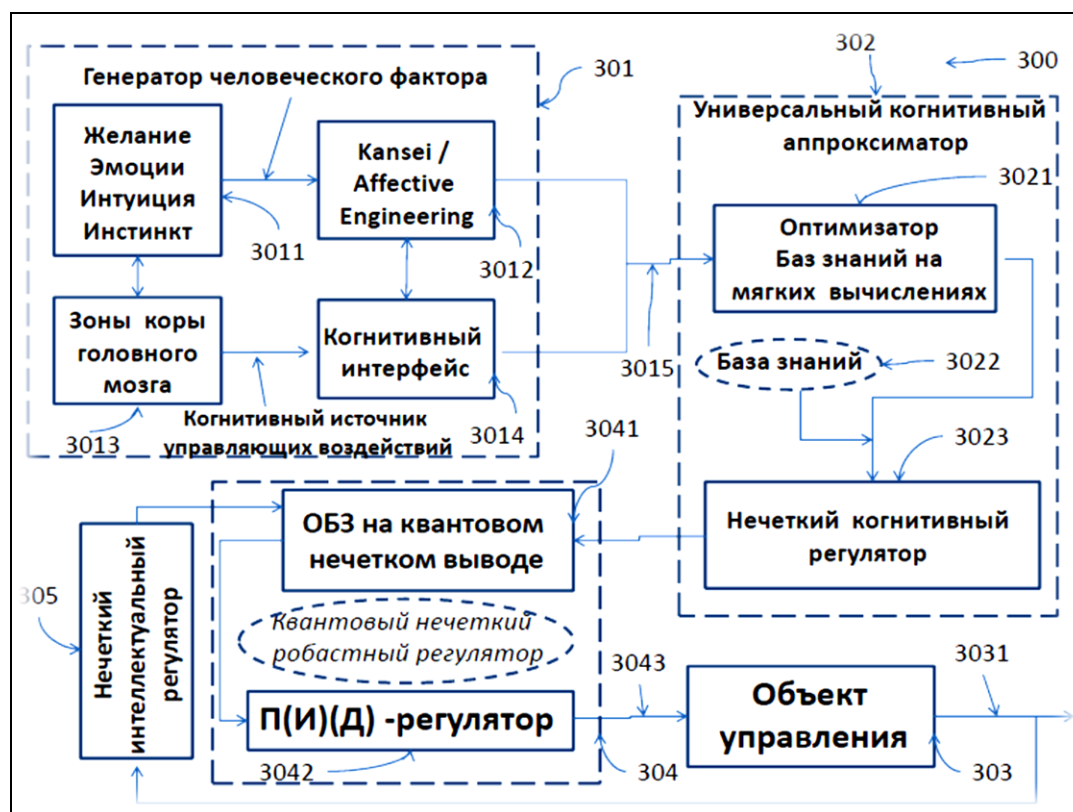 Генератор человеческого фактора
301
Желание
Эмоции
Интуиция
Инстинкт
3011
Kansei /
Affective
Engineering
3012
Зоны коры
головного
мозга
3013
Когнитивный
интерфейс
3014
Когнитивный источник
управляющих воздействий
3015
302
300
Универсальный когнитивный
аппроксиматор
3021
Оптимизатор
Баз знаний на
мягких вычислениях
База знаний
3022
3023
Нечеткий когнитивный
регулятор
3041
ОБЗ на квантовом
нечетком выводе
Квантовый нечеткий
робастный регулятор
П(И)(Д) -регулятор
3042
304
3043
305
Нечеткий
интеллектуальный
регулятор
Объект
управления
3031
303